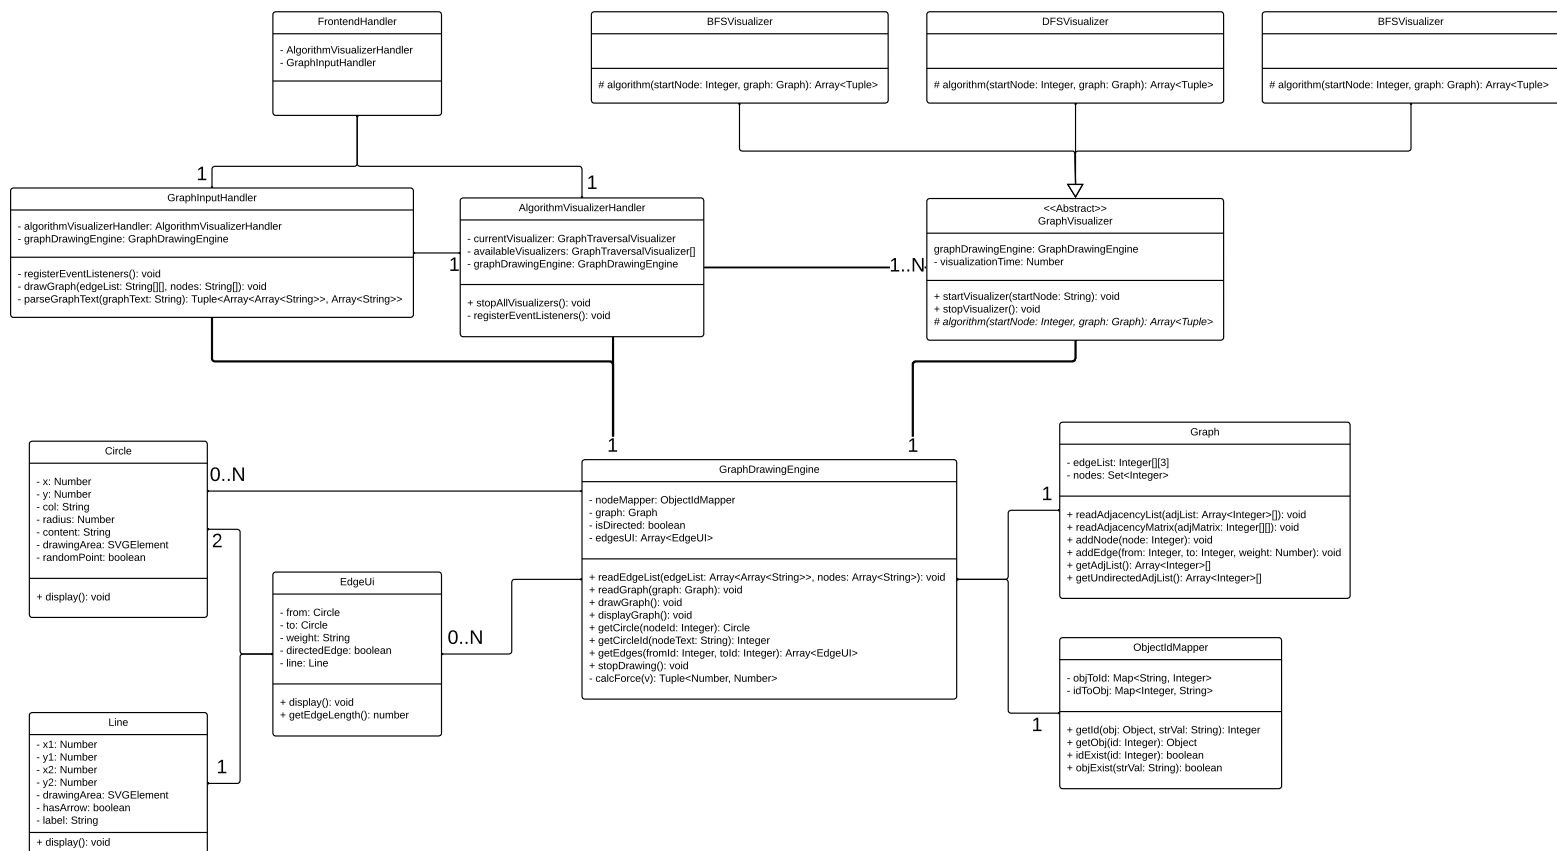 FrontendHandler
- AlgorithmVisualizerHandler
- GraphInputHandler
BFSVisualizer
# algorithm(startNode: Integer, graph: Graph): Array<Tuple>
DFSVisualizer
# algorithm(startNode: Integer, graph: Graph): Array<Tuple>
BFSVisualizer
# algorithm(startNode: Integer, graph: Graph): Array<Tuple>
1
1
GraphInputHandler
- algorithmVisualizerHandler: AlgorithmVisualizerHandler
- graphDrawingEngine: GraphDrawingEngine
- registerEventListeners(): void
- drawGraph(edgeList: String[][], nodes: String[]): void
- parseGraphText(graphText: String): Tuple<Array<Array<String>>, Array<String>>
1
AlgorithmVisualizerHandler
- currentVisualizer: GraphTraversalVisualizer
- availableVisualizers: GraphTraversalVisualizer[]
- graphDrawingEngine: GraphDrawingEngine
+ stopAllVisualizers(): void
- registerEventListeners(): void
1..N
<<Abstract>>
GraphVisualizer
graphDrawingEngine: GraphDrawingEngine
- visualizationTime: Number
+ startVisualizer(startNode: String): void
+ stopVisualizer(): void
# algorithm(startNode: Integer, graph: Graph): Array<Tuple>
1
1
Circle
- x: Number
- y: Number
- col: String
- radius: Number
- content: String
- drawingArea: SVGElement
- randomPoint: boolean
+ display(): void
0..N
2
EdgeUi
- from: Circle
- to: Circle
- weight: String
- directedEdge: boolean
- line: Line
+ display(): void
+ getEdgeLength(): number
0..N
Line
- x1: Number
- y1: Number
- x2: Number
- y2: Number
- drawingArea: SVGElement
- hasArrow: boolean
- label: String
+ display(): void
1
GraphDrawingEngine
- nodeMapper: ObjectIdMapper
- graph: Graph
- isDirected: boolean
- edgesUI: Array<EdgeUI>
+ readEdgeList(edgeList: Array<Array<String>>, nodes: Array<String>): void
+ readGraph(graph: Graph): void
+ drawGraph(): void
+ displayGraph(): void
+ getCircle(nodeId: Integer): Circle
+ getCircleId(nodeText: String): Integer
+ getEdges(fromId: Integer, toId: Integer): Array<EdgeUI>
+ stopDrawing(): void
- calcForce(v): Tuple<Number, Number>
1
Graph
- edgeList: Integer[][3]
- nodes: Set<Integer>
+ readAdjacencyList(adjList: Array<Integer>[]): void
+ readAdjacencyMatrix(adjMatrix: Integer[][]): void
+ addNode(node: Integer): void
+ addEdge(from: Integer, to: Integer, weight: Number): void
+ getAdjList(): Array<Integer>[]
+ getUndirectedAdjList(): Array<Integer>[]
1
ObjectIdMapper
- objToId: Map<String, Integer>
- idToObj: Map<Integer, String>
+ getId(obj: Object, strVal: String): Integer
+ getObj(id: Integer): Object
+ idExist(id: Integer): boolean
+ objExist(strVal: String): boolean